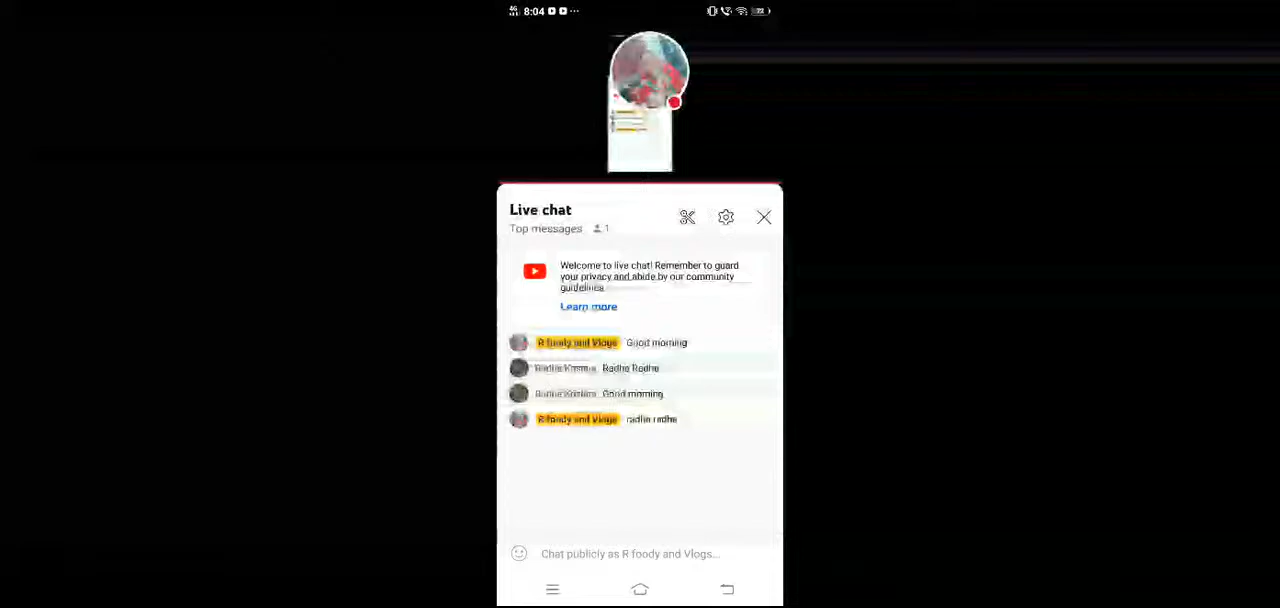 4G 8:04 72
Live chat
Top messages 1
Welcome to live chat! Remember to guard
your privacy and abide by our community
guidelines.
Learn more
R foody and Vlogs Good morning
Radhe Radhe
Good morning
R foody and Vlogs radhe radhe
Chat publicly as R foody and Vlogs...